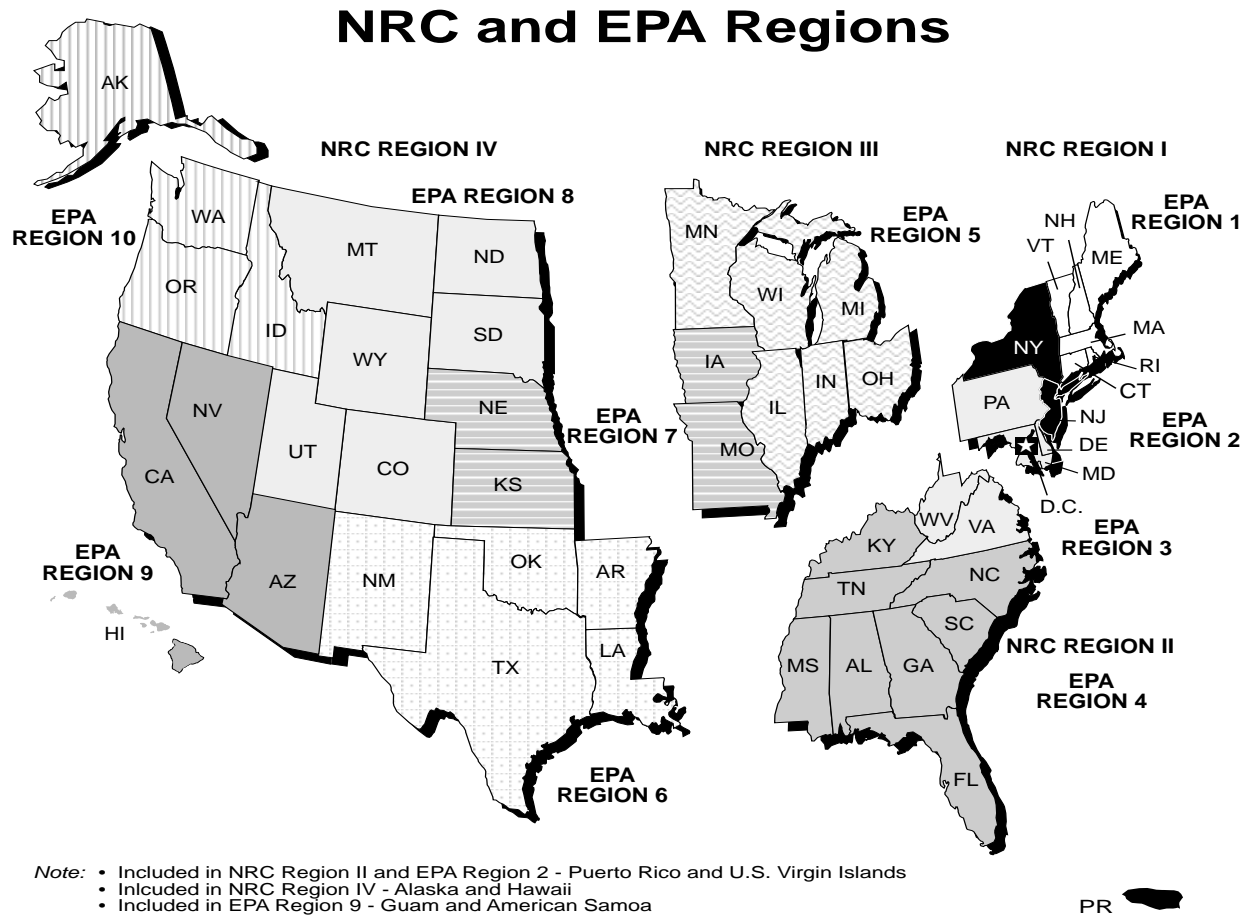 NRC and EPA Regions
AK
NRC REGION IV
NRC REGION III
NRC REGION I
EPA REGION 8
EPA
REGION 10
EPA
REGION 5
EPA
REGION 1
WA
MT
ND
OR
ID
SD
WY
NV
UT
CO
NE
KS
CA
AZ
NM
OK
AR
TX
LA
HI
EPA
REGION 7
EPA
REGION 9
EPA
REGION 6
MN
WI
MI
IA
IL
IN
OH
MO
NH
VT
ME
NY
MA
RI
CT
PA
NJ
DE
MD
D.C.
EPA
REGION 2
EPA
REGION 3
WV
VA
KY
TN
NC
SC
MS
AL
GA
FL
NRC REGION II
EPA
REGION 4
Note: • Included in NRC Region II and EPA Region 2 - Puerto Rico and U.S. Virgin Islands
• Inlcuded in NRC Region IV - Alaska and Hawaii
• Included in EPA Region 9 - Guam and American Samoa
PR